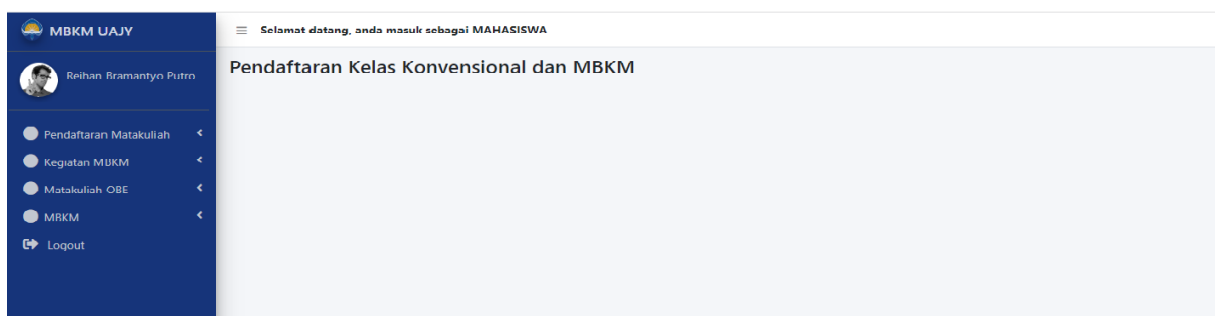 MBKM UAJY
Selamat datang, anda masuk sebagai MAHASISWA
Reihan Bramantyo Putro
Pendaftaran Kelas Konvensional dan MBKM
Pendaftaran Matakuliah
Kegiatan MBKM
Matakuliah OBE
MBKM
Logout